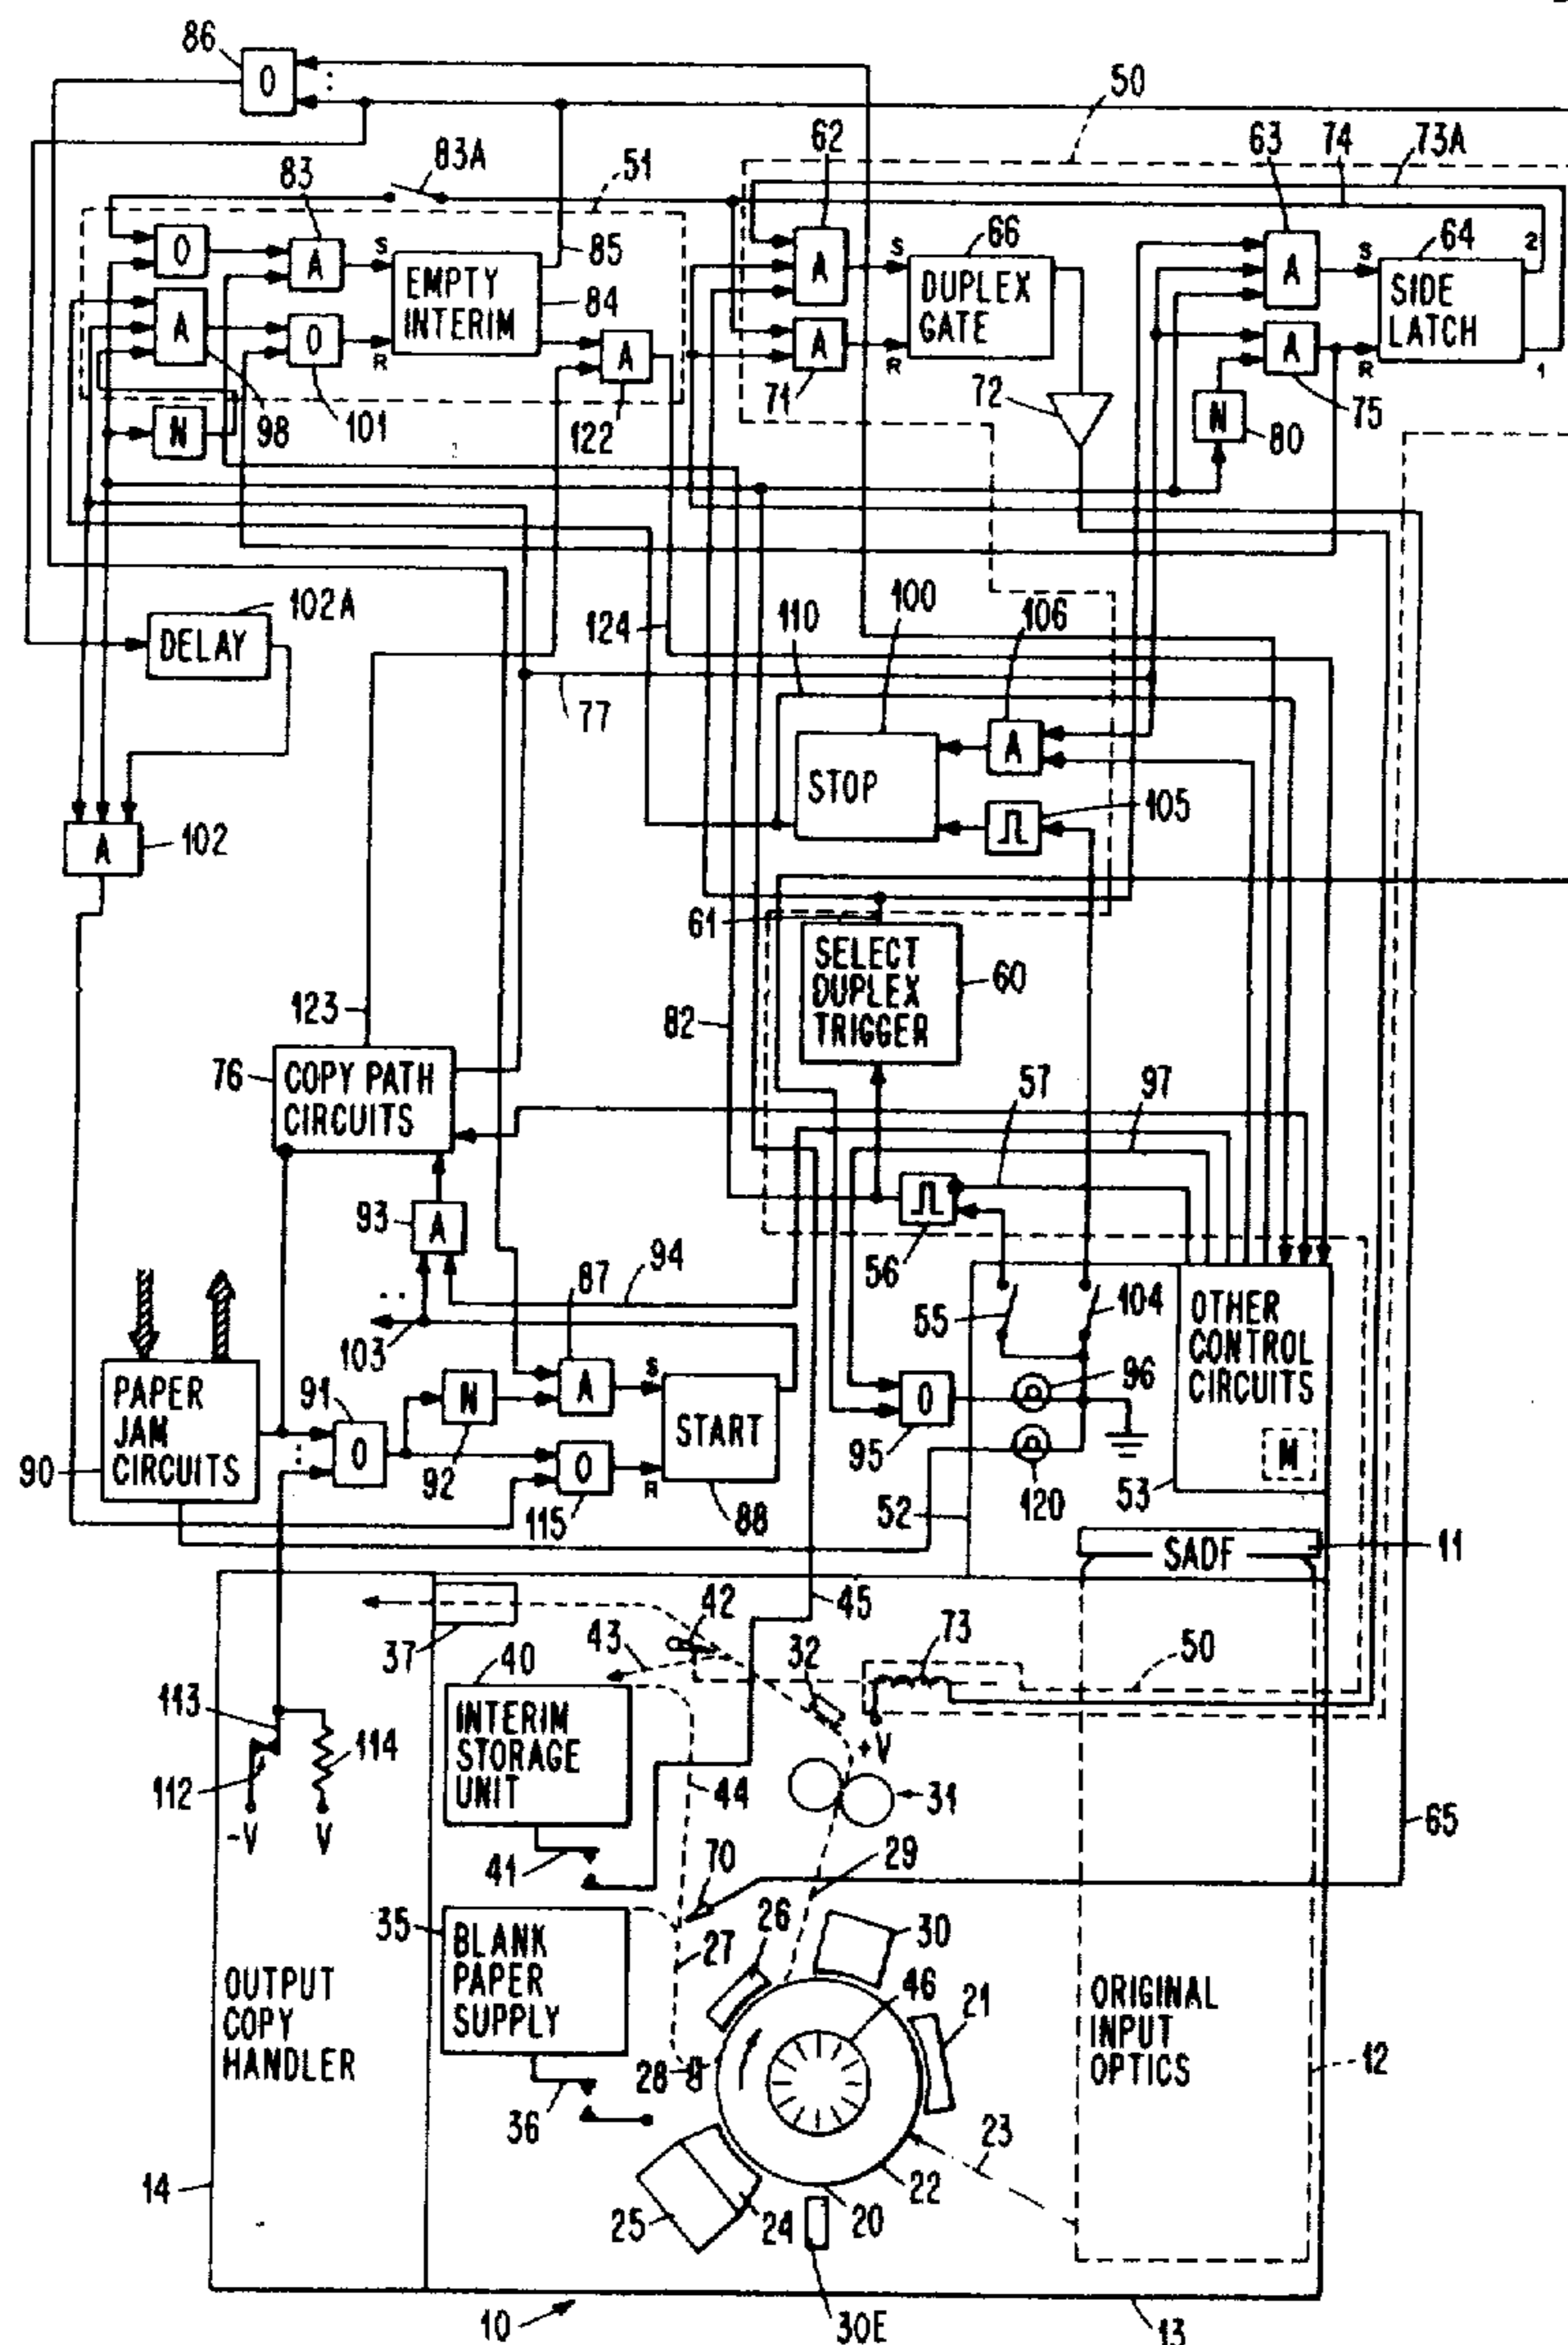 86
O
50
62
63
74
73A
83
83A
51
O
A
S
EMPTY
INTERIM
85
84
A
O
R
98
101
A
122
N
A
S
66
DUPLEX
GATE
A
R
71
72
A
S
64
SIDE
LATCH
2
1
A
R
75
N
80
102A
DELAY
124
110
100
106
77
STOP
A
105
A
102
61
SELECT
DUPLEX
TRIGGER
60
82
123
76
COPY PATH
CIRCUITS
57
97
93
A
56
94
87
55
104
OTHER
CONTROL
CIRCUITS
M
53
103
PAPER
JAM
CIRCUITS
90
91
O
N
92
A
S
START
88
O
R
115
O
95
96
120
52
SADF
11
37
42
45
43
40
INTERIM
STORAGE
UNIT
32
73
50
+V
113
112
114
-V
V
44
31
65
41
70
29
35
BLANK
PAPER
SUPPLY
27
26
30
46
21
OUTPUT
COPY
HANDLER
ORIGINAL
INPUT
OPTICS
28
36
12
23
22
14
25
24
20
10
30E
13